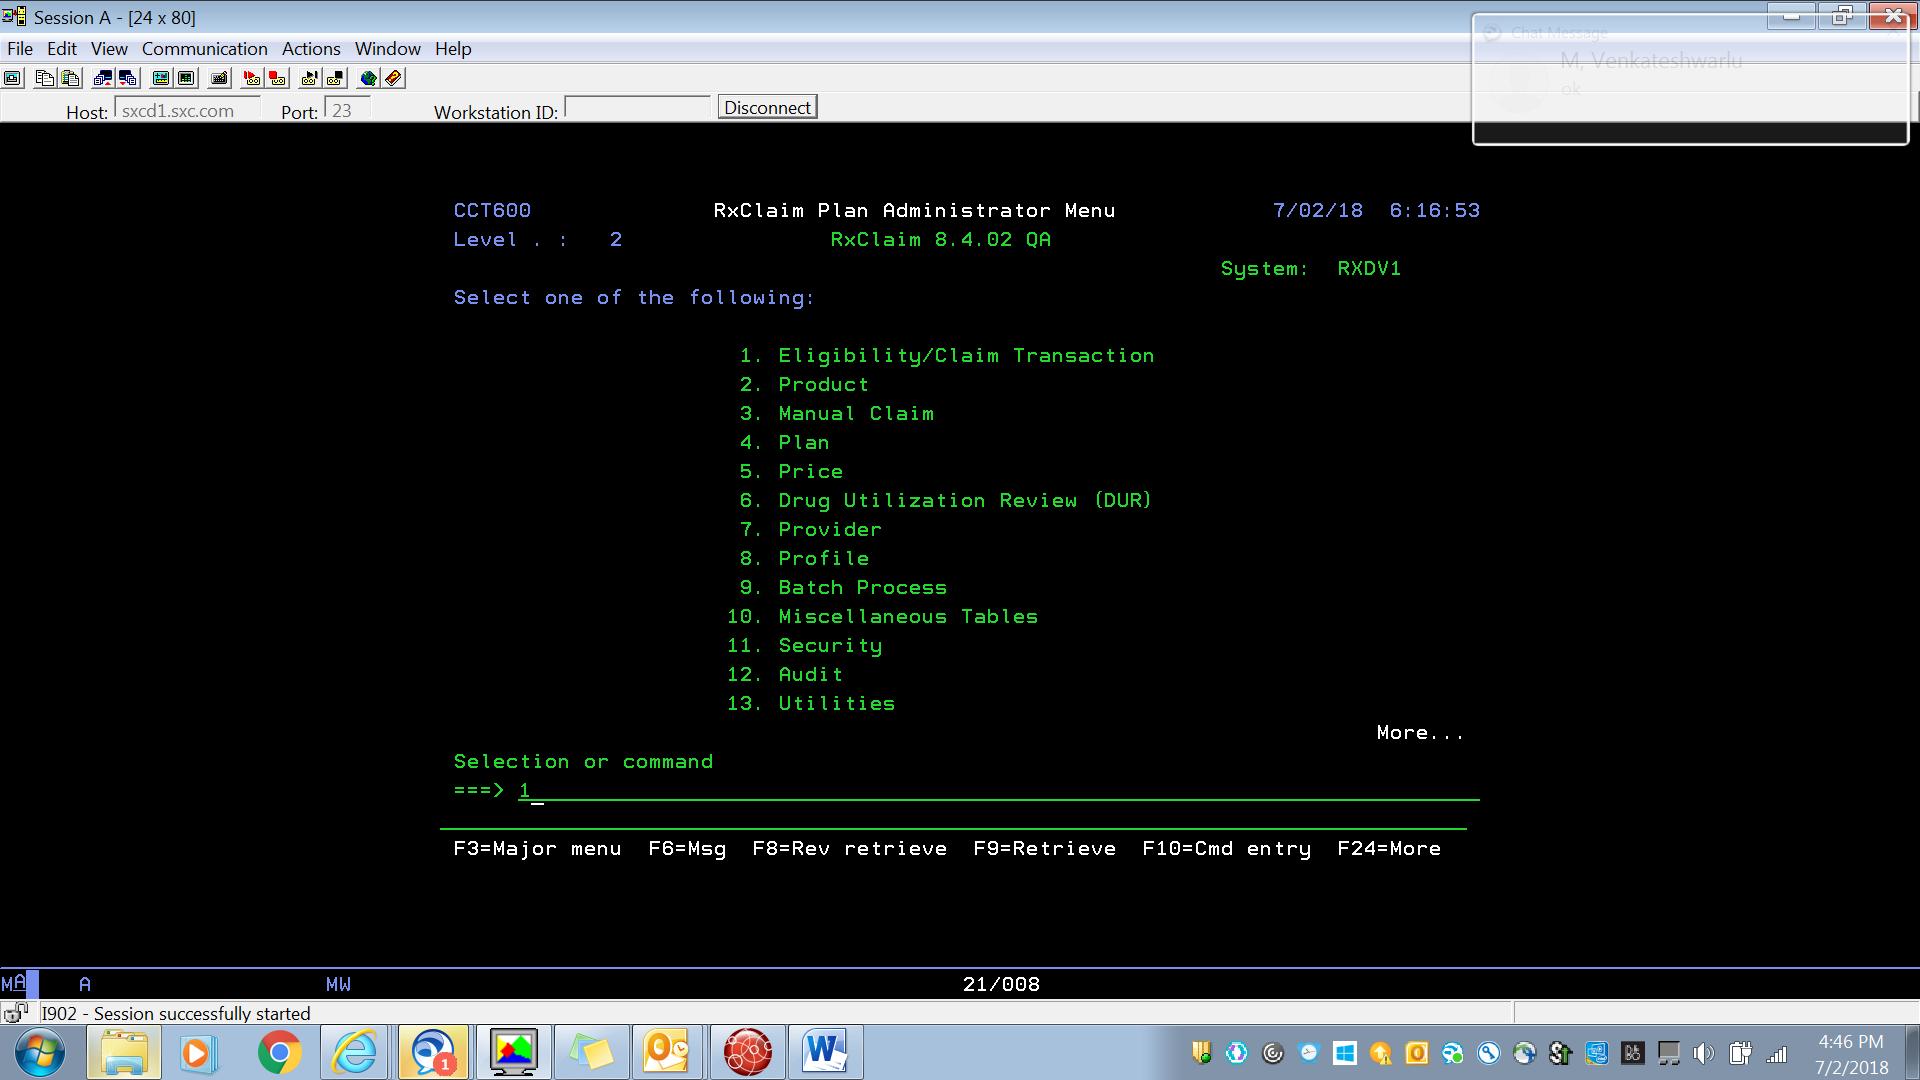 Session A - [24 x 80]
File Edit View Communication Actions Window Help
Chat Message
M, Venkateshwarlu
ok
Host: sxcd1.sxc.com Port: 23 Workstation ID: Disconnect
CCT600 RxClaim Plan Administrator Menu 7/02/18 6:16:53
Level . : 2 RxClaim 8.4.02 QA
System: RXDV1
Select one of the following:
1. Eligibility/Claim Transaction
2. Product
3. Manual Claim
4. Plan
5. Price
6. Drug Utilization Review (DUR)
7. Provider
8. Profile
9. Batch Process
10. Miscellaneous Tables
11. Security
12. Audit
13. Utilities
More...
Selection or command
===> 1
F3=Major menu F6=Msg F8=Rev retrieve F9=Retrieve F10=Cmd entry F24=More
MA A MW 21/008
I902 - Session successfully started
1
4:46 PM
7/2/2018